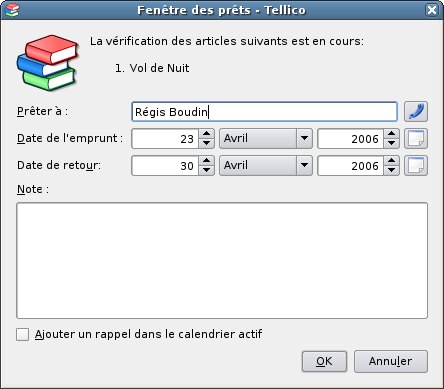 Fenêtre des prêts - Tellico
La vérification des articles suivants est en cours:
1. Vol de Nuit
Prêter à : Régis Boudin
Date de l'emprunt : 23 Avril 2006
Date de retour: 30 Avril 2006
Note :
Ajouter un rappel dans le calendrier actif
OK Annuler